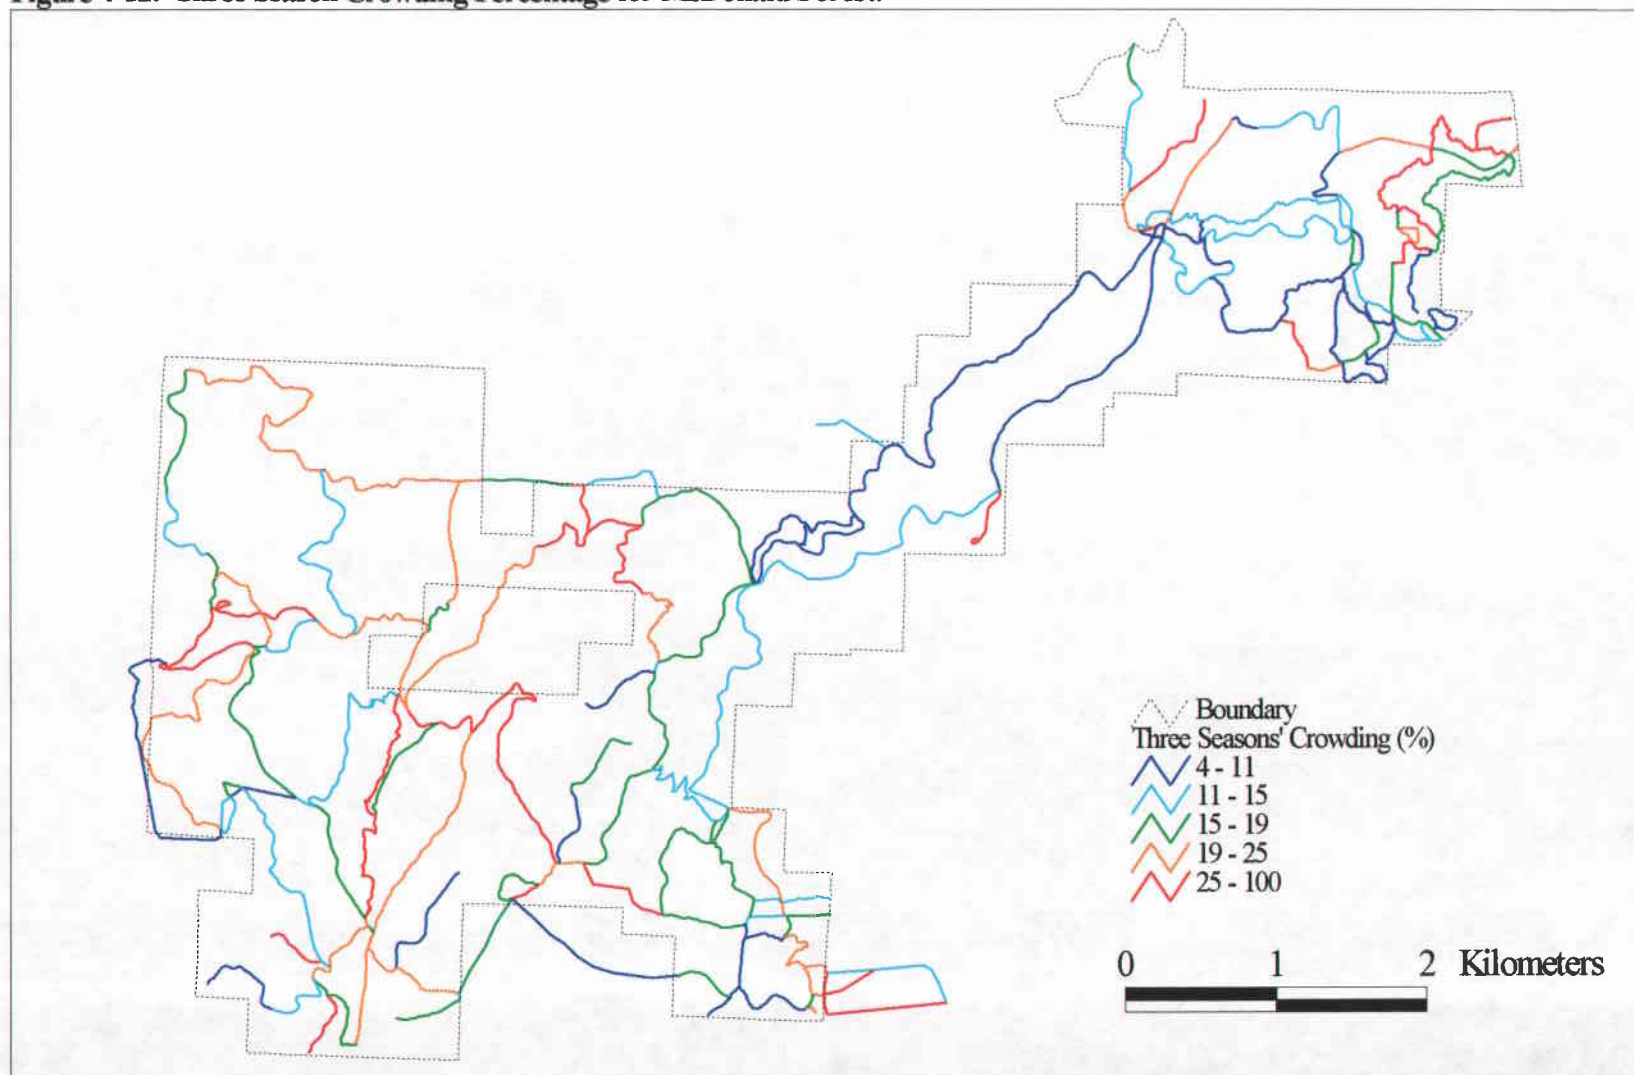 Boundary
Three Seasons' Crowding (%)
4 - 11
11 - 15
15 - 19
19 - 25
25 - 100
0 1 2 Kilometers